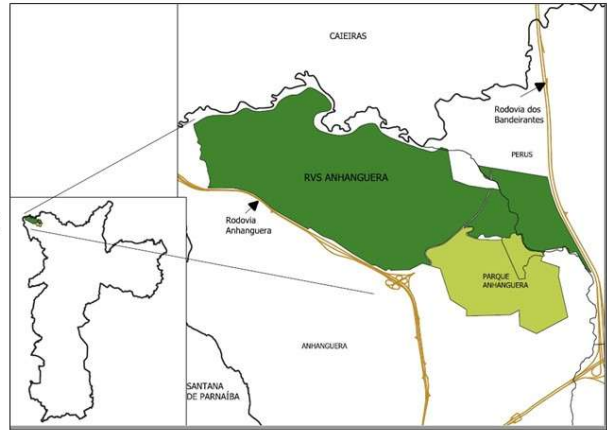 CAIEIRAS
Rodovia dos
Bandeirantes
PERUS
RVS ANHANGUERA
Rodovia
Anhanguera
PARQUE
ANHANGUERA
ANHANGUERA
SANTANA
DE PARNAÍBA